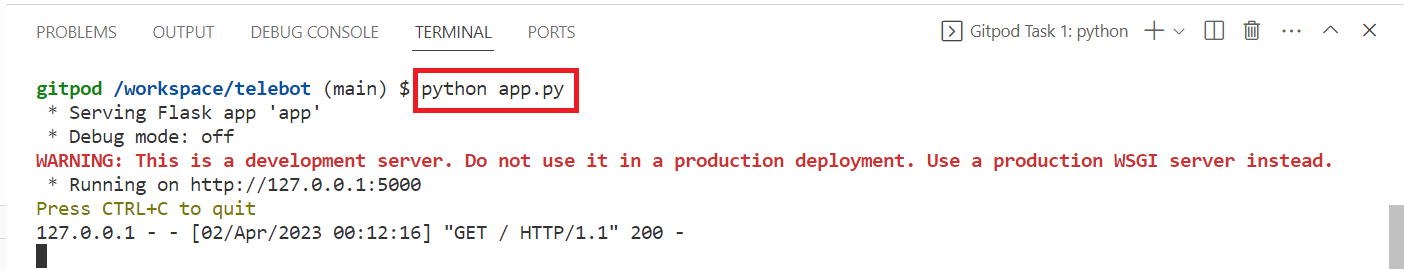 PROBLEMS OUTPUT DEBUG CONSOLE TERMINAL PORTS Gitpod Task 1: python
gitpod /workspace/telebot (main) $ python app.py
 * Serving Flask app 'app'
 * Debug mode: off
WARNING: This is a development server. Do not use it in a production deployment. Use a production WSGI server instead.
 * Running on http://127.0.0.1:5000
Press CTRL+C to quit
127.0.0.1 - - [02/Apr/2023 00:12:16] "GET / HTTP/1.1" 200 -